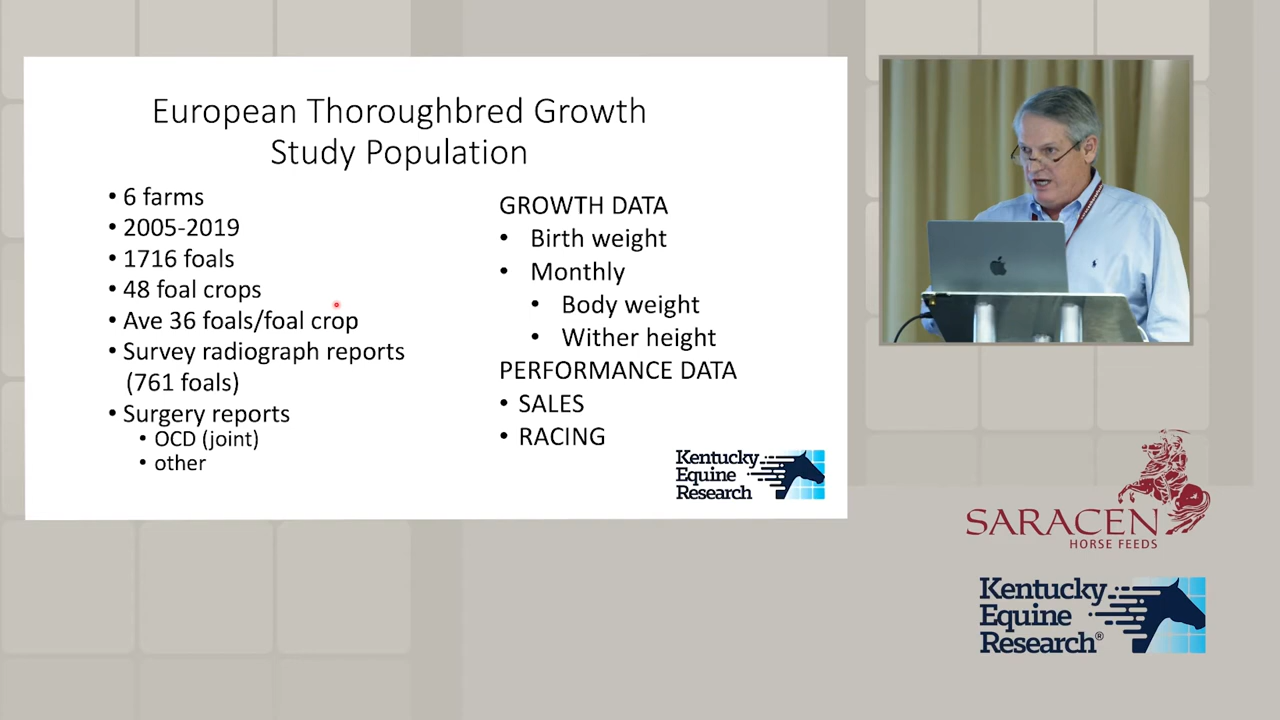 European Thoroughbred Growth
Study Population
• 6 farms
• 2005-2019
• 1716 foals
• 48 foal crops
• Ave 36 foals/foal crop
• Survey radiograph reports
(761 foals)
• Surgery reports
• OCD (joint)
• other
GROWTH DATA
• Birth weight
• Monthly
• Body weight
• Wither height
PERFORMANCE DATA
• SALES
• RACING
Kentucky
Equine
Research
SARACEN
HORSE FEEDS
Kentucky
Equine
Research®